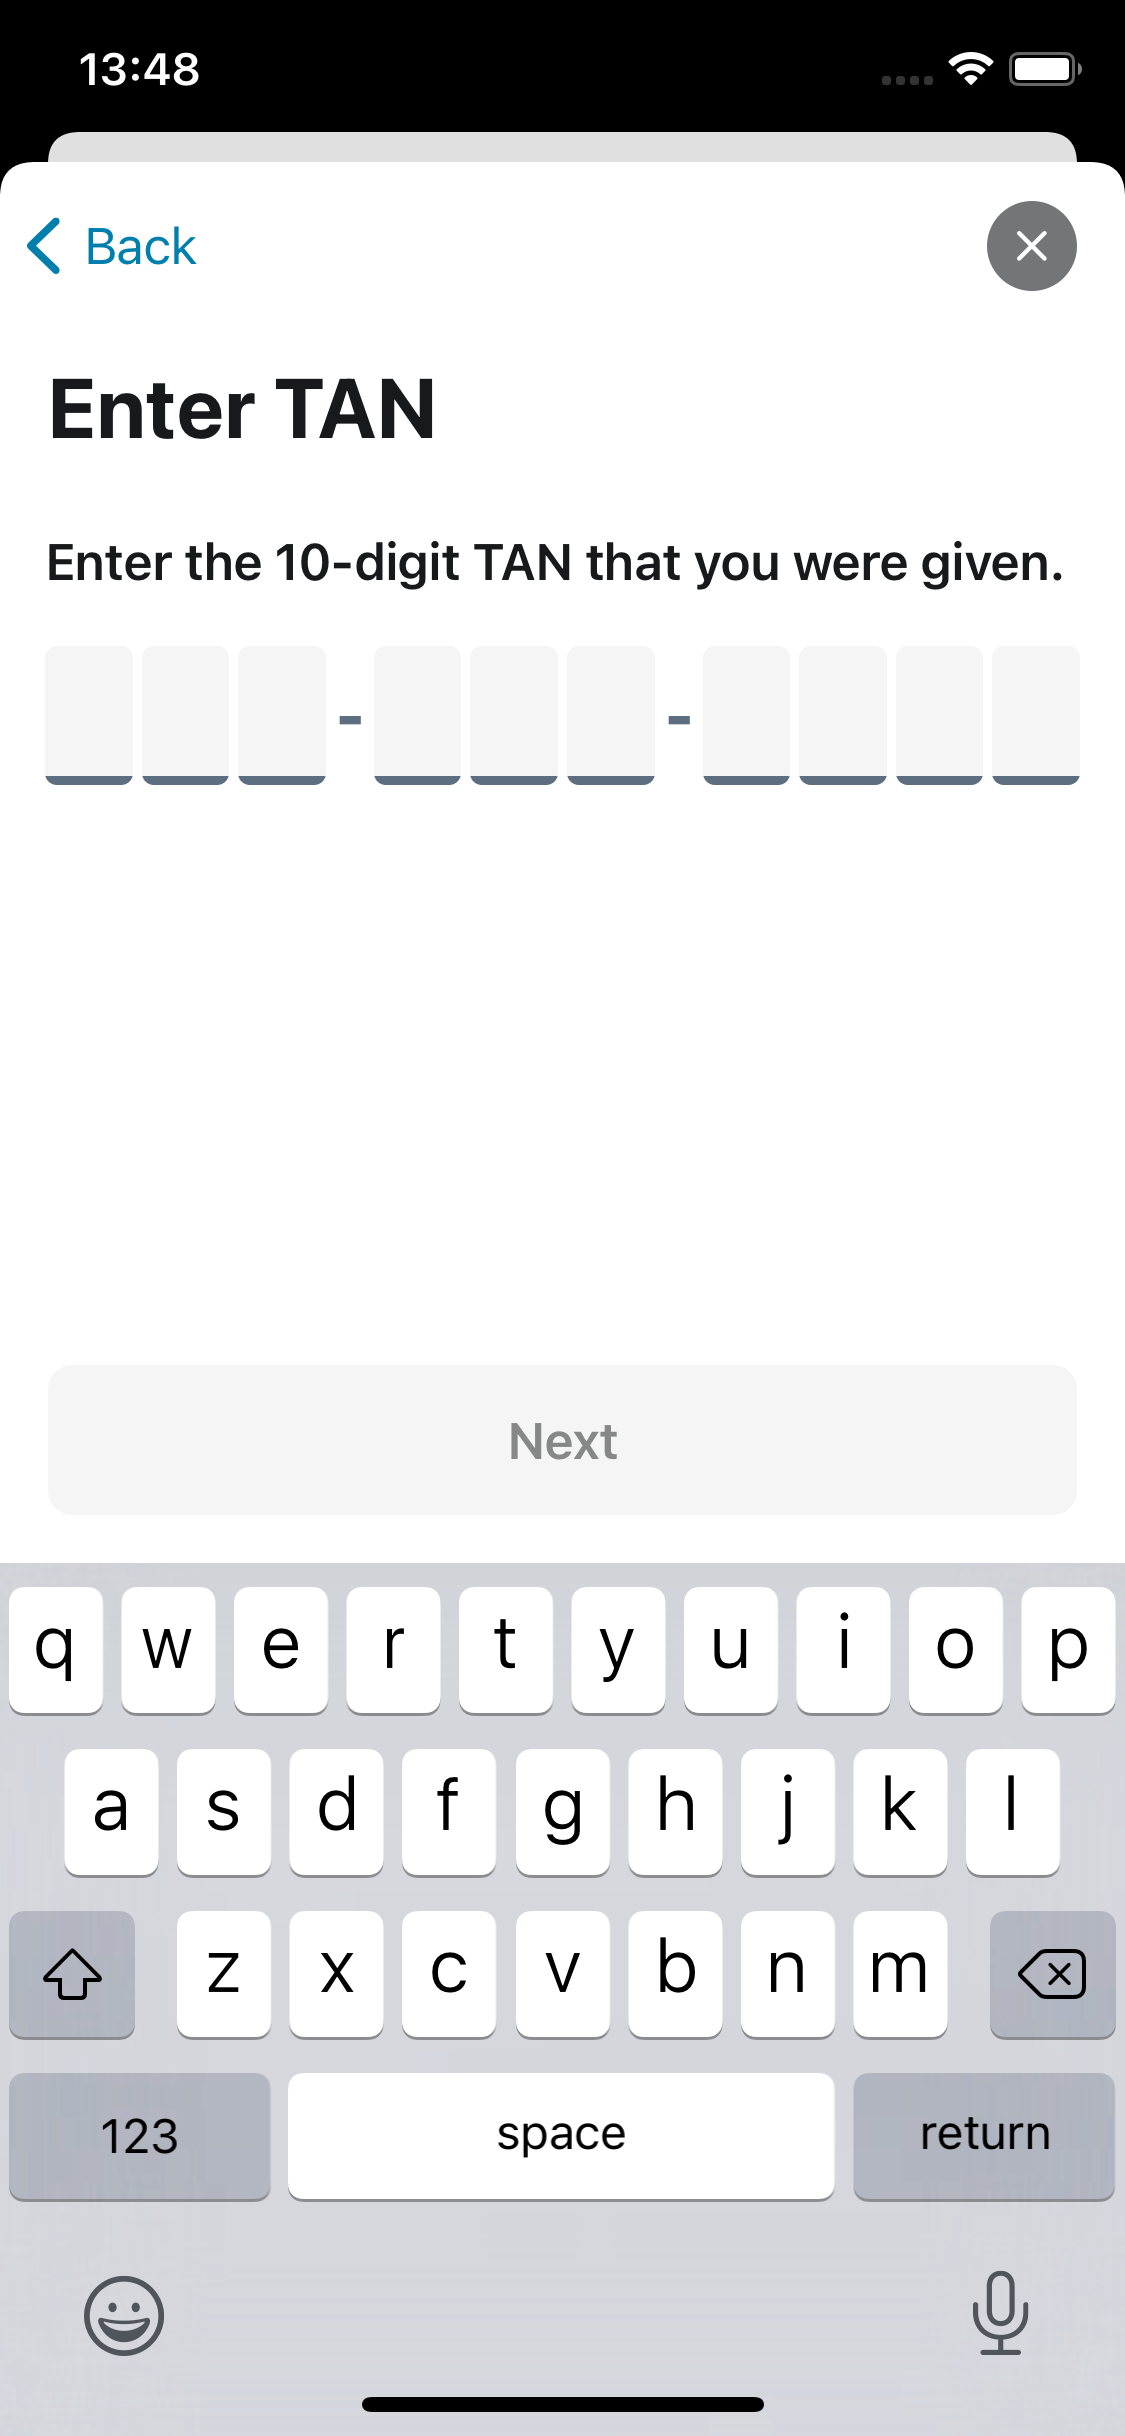 13:48
Back
Enter TAN
Enter the 10-digit TAN that you were given.
- -
Next
q w e r t y u i o p
a s d f g h j k l
z x c v b n m
123 space return